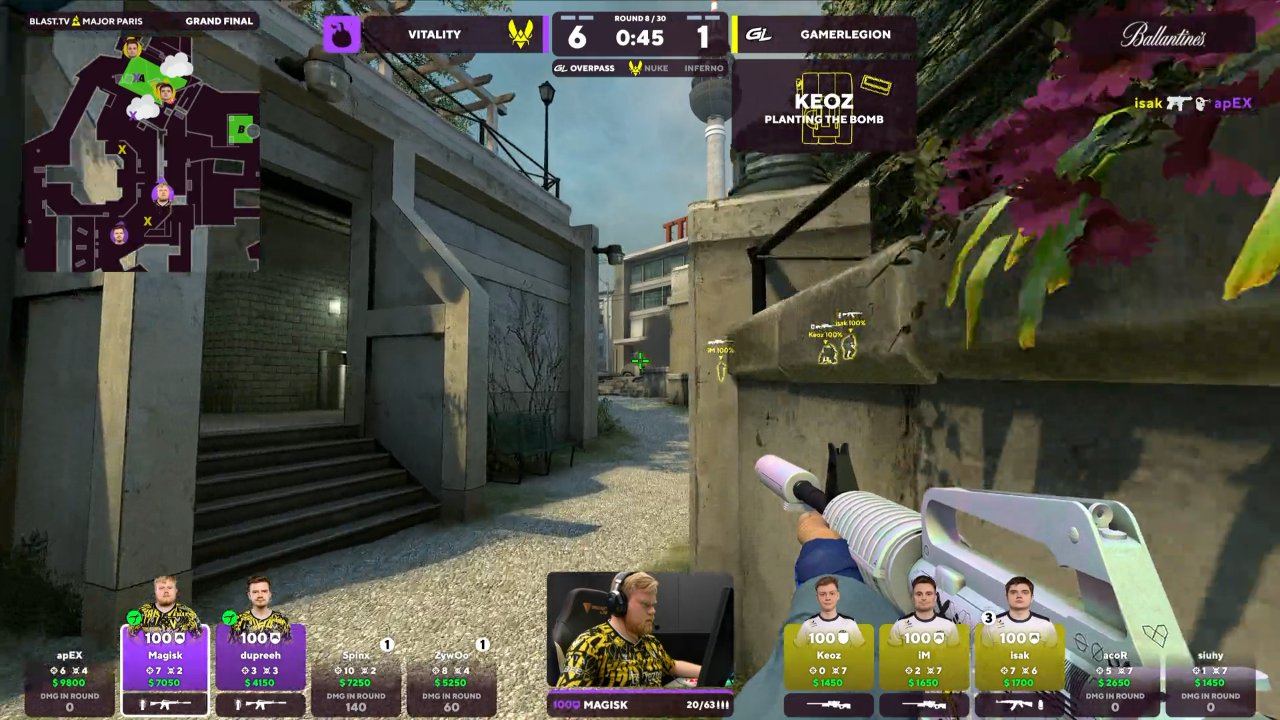 BLAST.TV MAJOR PARIS
GRAND FINAL
VITALITY
6
ROUND 8 / 30
0:45
1
GL
GAMERLEGION
GL OVERPASS
NUKE
INFERNO
Ballantine's
KEOZ
PLANTING THE BOMB
isak apEX
A
B
X
X
X
iM 100%
Keoz 100%
isak 100%
apEX
6 4
$9800
DMG IN ROUND
0
100
Magisk
7 2
$7050
100
dupreeh
3 3
$4150
1
Spinx
10 2
$7250
DMG IN ROUND
140
1
ZywOo
8 4
$5250
DMG IN ROUND
60
100 MAGISK
20/63
100
Keoz
0 7
$1450
100
iM
2 7
$1650
3
100
isak
7 6
$1700
acoR
5 7
$2650
DMG IN ROUND
0
siuhy
1 7
$1450
DMG IN ROUND
0